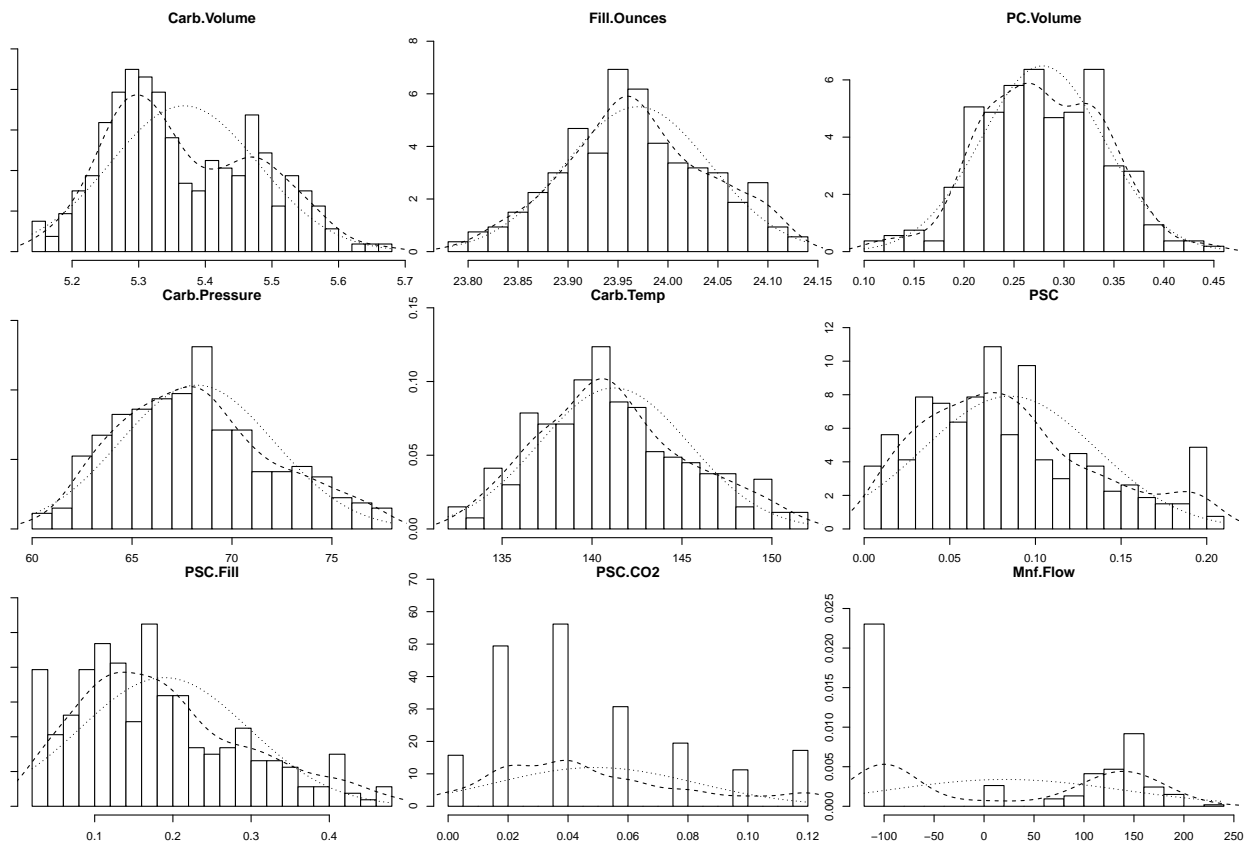 Carb.Volume
5.2 5.3 5.4 5.5 5.6 5.7
Fill.Ounces
0 2 4 6 8
23.80 23.90 24.00 24.05 24.10 24.15
PC.Volume
0 2 4 6
0.10 0.15 0.20 0.25 0.30 0.35 0.40 0.45
Carb.Pressure
60 65 70 75
Carb.Temp
0.00 0.05 0.10 0.15
135 140 145 150
PSC
0 2 4 6 8 10 12
0.00 0.05 0.10 0.15 0.20
PSC.Fill
0.1 0.2 0.3 0.4
PSC.CO2
0 10 20 30 40 50 60 70
0.00 0.02 0.04 0.06 0.08 0.10 0.12
Mnf.Flow
0.000 0.005 0.010 0.015 0.020 0.025
−100 −50 0 50 100 150 200 250